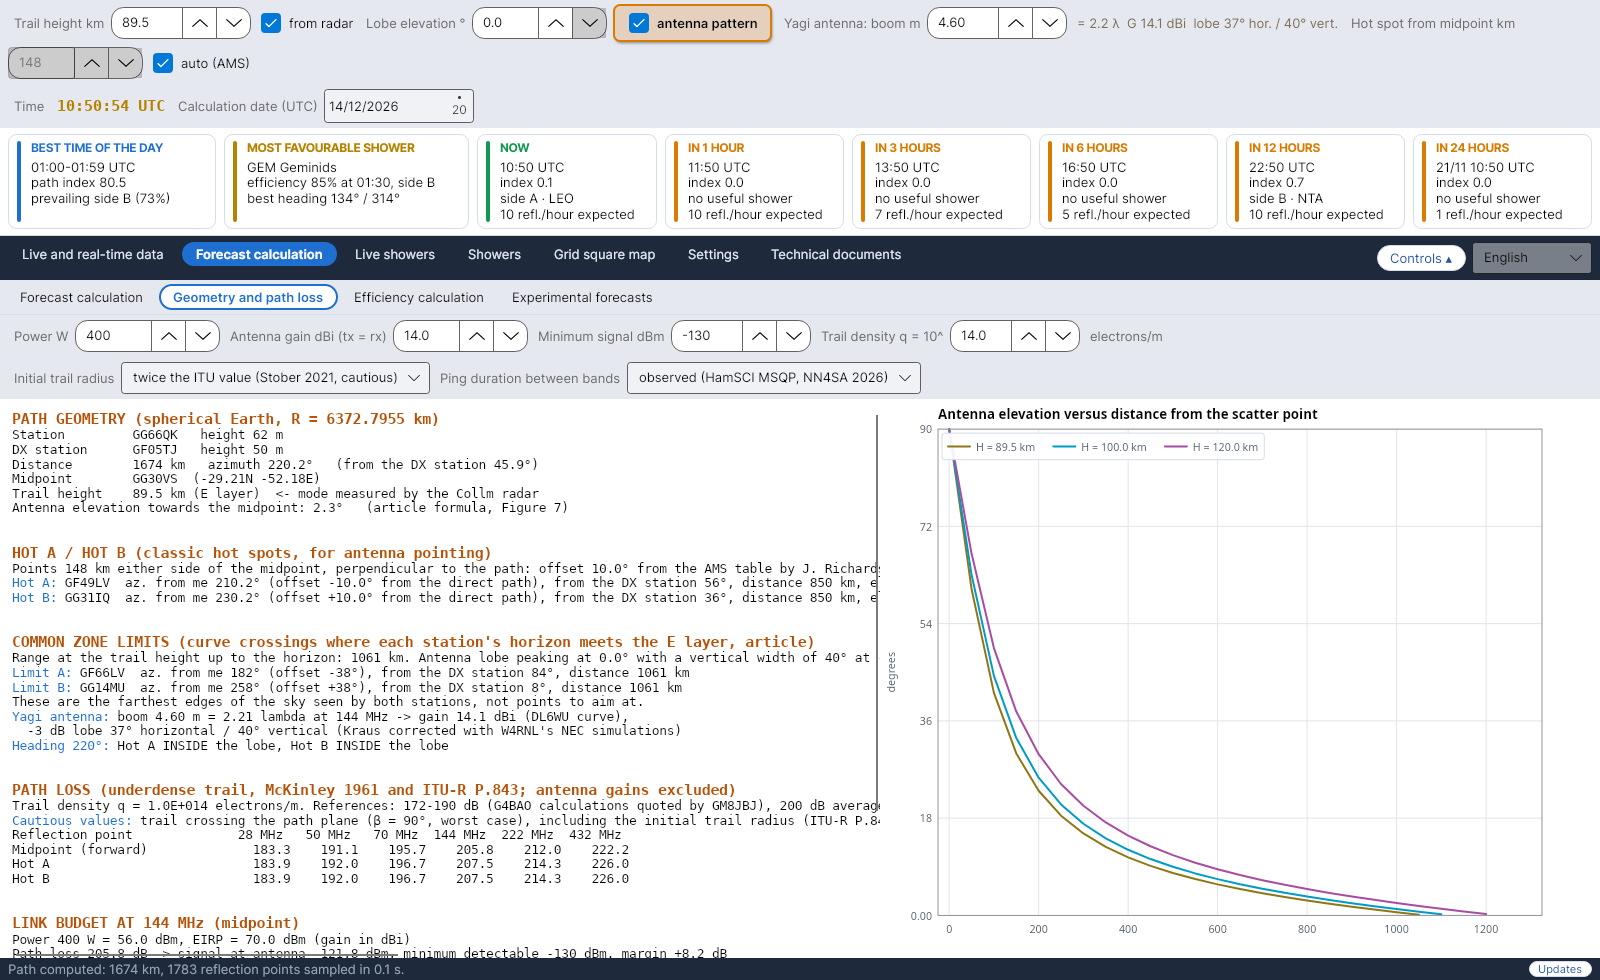 Trail height km 89.5 from radar Lobe elevation ° 0.0 antenna pattern Yagi antenna: boom m 4.60 = 2.2 λ G 14.1 dBi lobe 37° hor. / 40° vert. Hot spot from midpoint km
148 auto (AMS)
Time 10:50:54 UTC Calculation date (UTC) 14/12/2026 20
BEST TIME OF THE DAY
01:00-01:59 UTC
path index 80.5
prevailing side B (73%)
MOST FAVOURABLE SHOWER
GEM Geminids
efficiency 85% at 01:30, side B
best heading 134° / 314°
NOW
10:50 UTC
index 0.1
side A · LEO
10 refl./hour expected
IN 1 HOUR
11:50 UTC
index 0.0
no useful shower
10 refl./hour expected
IN 3 HOURS
13:50 UTC
index 0.0
no useful shower
7 refl./hour expected
IN 6 HOURS
16:50 UTC
index 0.0
no useful shower
5 refl./hour expected
IN 12 HOURS
22:50 UTC
index 0.7
side B · NTA
10 refl./hour expected
IN 24 HOURS
21/11 10:50 UTC
index 0.0
no useful shower
1 refl./hour expected
Live and real-time data Forecast calculation Live showers Showers Grid square map Settings Technical documents Controls ▴ English
Forecast calculation Geometry and path loss Efficiency calculation Experimental forecasts
Power W 400 Antenna gain dBi (tx = rx) 14.0 Minimum signal dBm -130 Trail density q = 10^ 14.0 electrons/m
Initial trail radius twice the ITU value (Stober 2021, cautious) Ping duration between bands observed (HamSCI MSQP, NN4SA 2026)
PATH GEOMETRY (spherical Earth, R = 6372.7955 km)
Station GG66QK height 62 m
DX station GF05TJ height 50 m
Distance 1674 km azimuth 220.2° (from the DX station 45.9°)
Midpoint GG30VS (-29.21N -52.18E)
Trail height 89.5 km (E layer) <- mode measured by the Collm radar
Antenna elevation towards the midpoint: 2.3° (article formula, Figure 7)
HOT A / HOT B (classic hot spots, for antenna pointing)
Points 148 km either side of the midpoint, perpendicular to the path: offset 10.0° from the AMS table by J. Richards
Hot A: GF49LV az. from me 210.2° (offset -10.0° from the direct path), from the DX station 56°, distance 850 km, e
Hot B: GG31IQ az. from me 230.2° (offset +10.0° from the direct path), from the DX station 36°, distance 850 km, e
COMMON ZONE LIMITS (curve crossings where each station's horizon meets the E layer, article)
Range at the trail height up to the horizon: 1061 km. Antenna lobe peaking at 0.0° with a vertical width of 40° at
Limit A: GF66LV az. from me 182° (offset -38°), from the DX station 84°, distance 1061 km
Limit B: GG14MU az. from me 258° (offset +38°), from the DX station 8°, distance 1061 km
These are the farthest edges of the sky seen by both stations, not points to aim at.
Yagi antenna: boom 4.60 m = 2.21 lambda at 144 MHz -> gain 14.1 dBi (DL6WU curve),
-3 dB lobe 37° horizontal / 40° vertical (Kraus corrected with W4RNL's NEC simulations)
Heading 220°: Hot A INSIDE the lobe, Hot B INSIDE the lobe
PATH LOSS (underdense trail, McKinley 1961 and ITU-R P.843; antenna gains excluded)
Trail density q = 1.0E+014 electrons/m. References: 172-190 dB (G4BAO calculations quoted by GM8JBJ), 200 dB average
Cautious values: trail crossing the path plane (β = 90°, worst case), including the initial trail radius (ITU-R P.84
Reflection point 28 MHz 50 MHz 70 MHz 144 MHz 222 MHz 432 MHz
Midpoint (forward) 183.3 191.1 195.7 205.8 212.0 222.2
Hot A 183.9 192.0 196.7 207.5 214.3 226.0
Hot B 183.9 192.0 196.7 207.5 214.3 226.0
LINK BUDGET AT 144 MHz (midpoint)
Power 400 W = 56.0 dBm, EIRP = 70.0 dBm (gain in dBi)
Path loss 205.8 dB -> signal at antenna -121.8 dBm, minimum detectable -130 dBm, margin +8.2 dB
Antenna elevation versus distance from the scatter point
H = 89.5 km H = 100.0 km H = 120.0 km
degrees
90
72
54
36
18
0.00
0 200 400 600 800 1000 1200
Path computed: 1674 km, 1783 reflection points sampled in 0.1 s. Updates